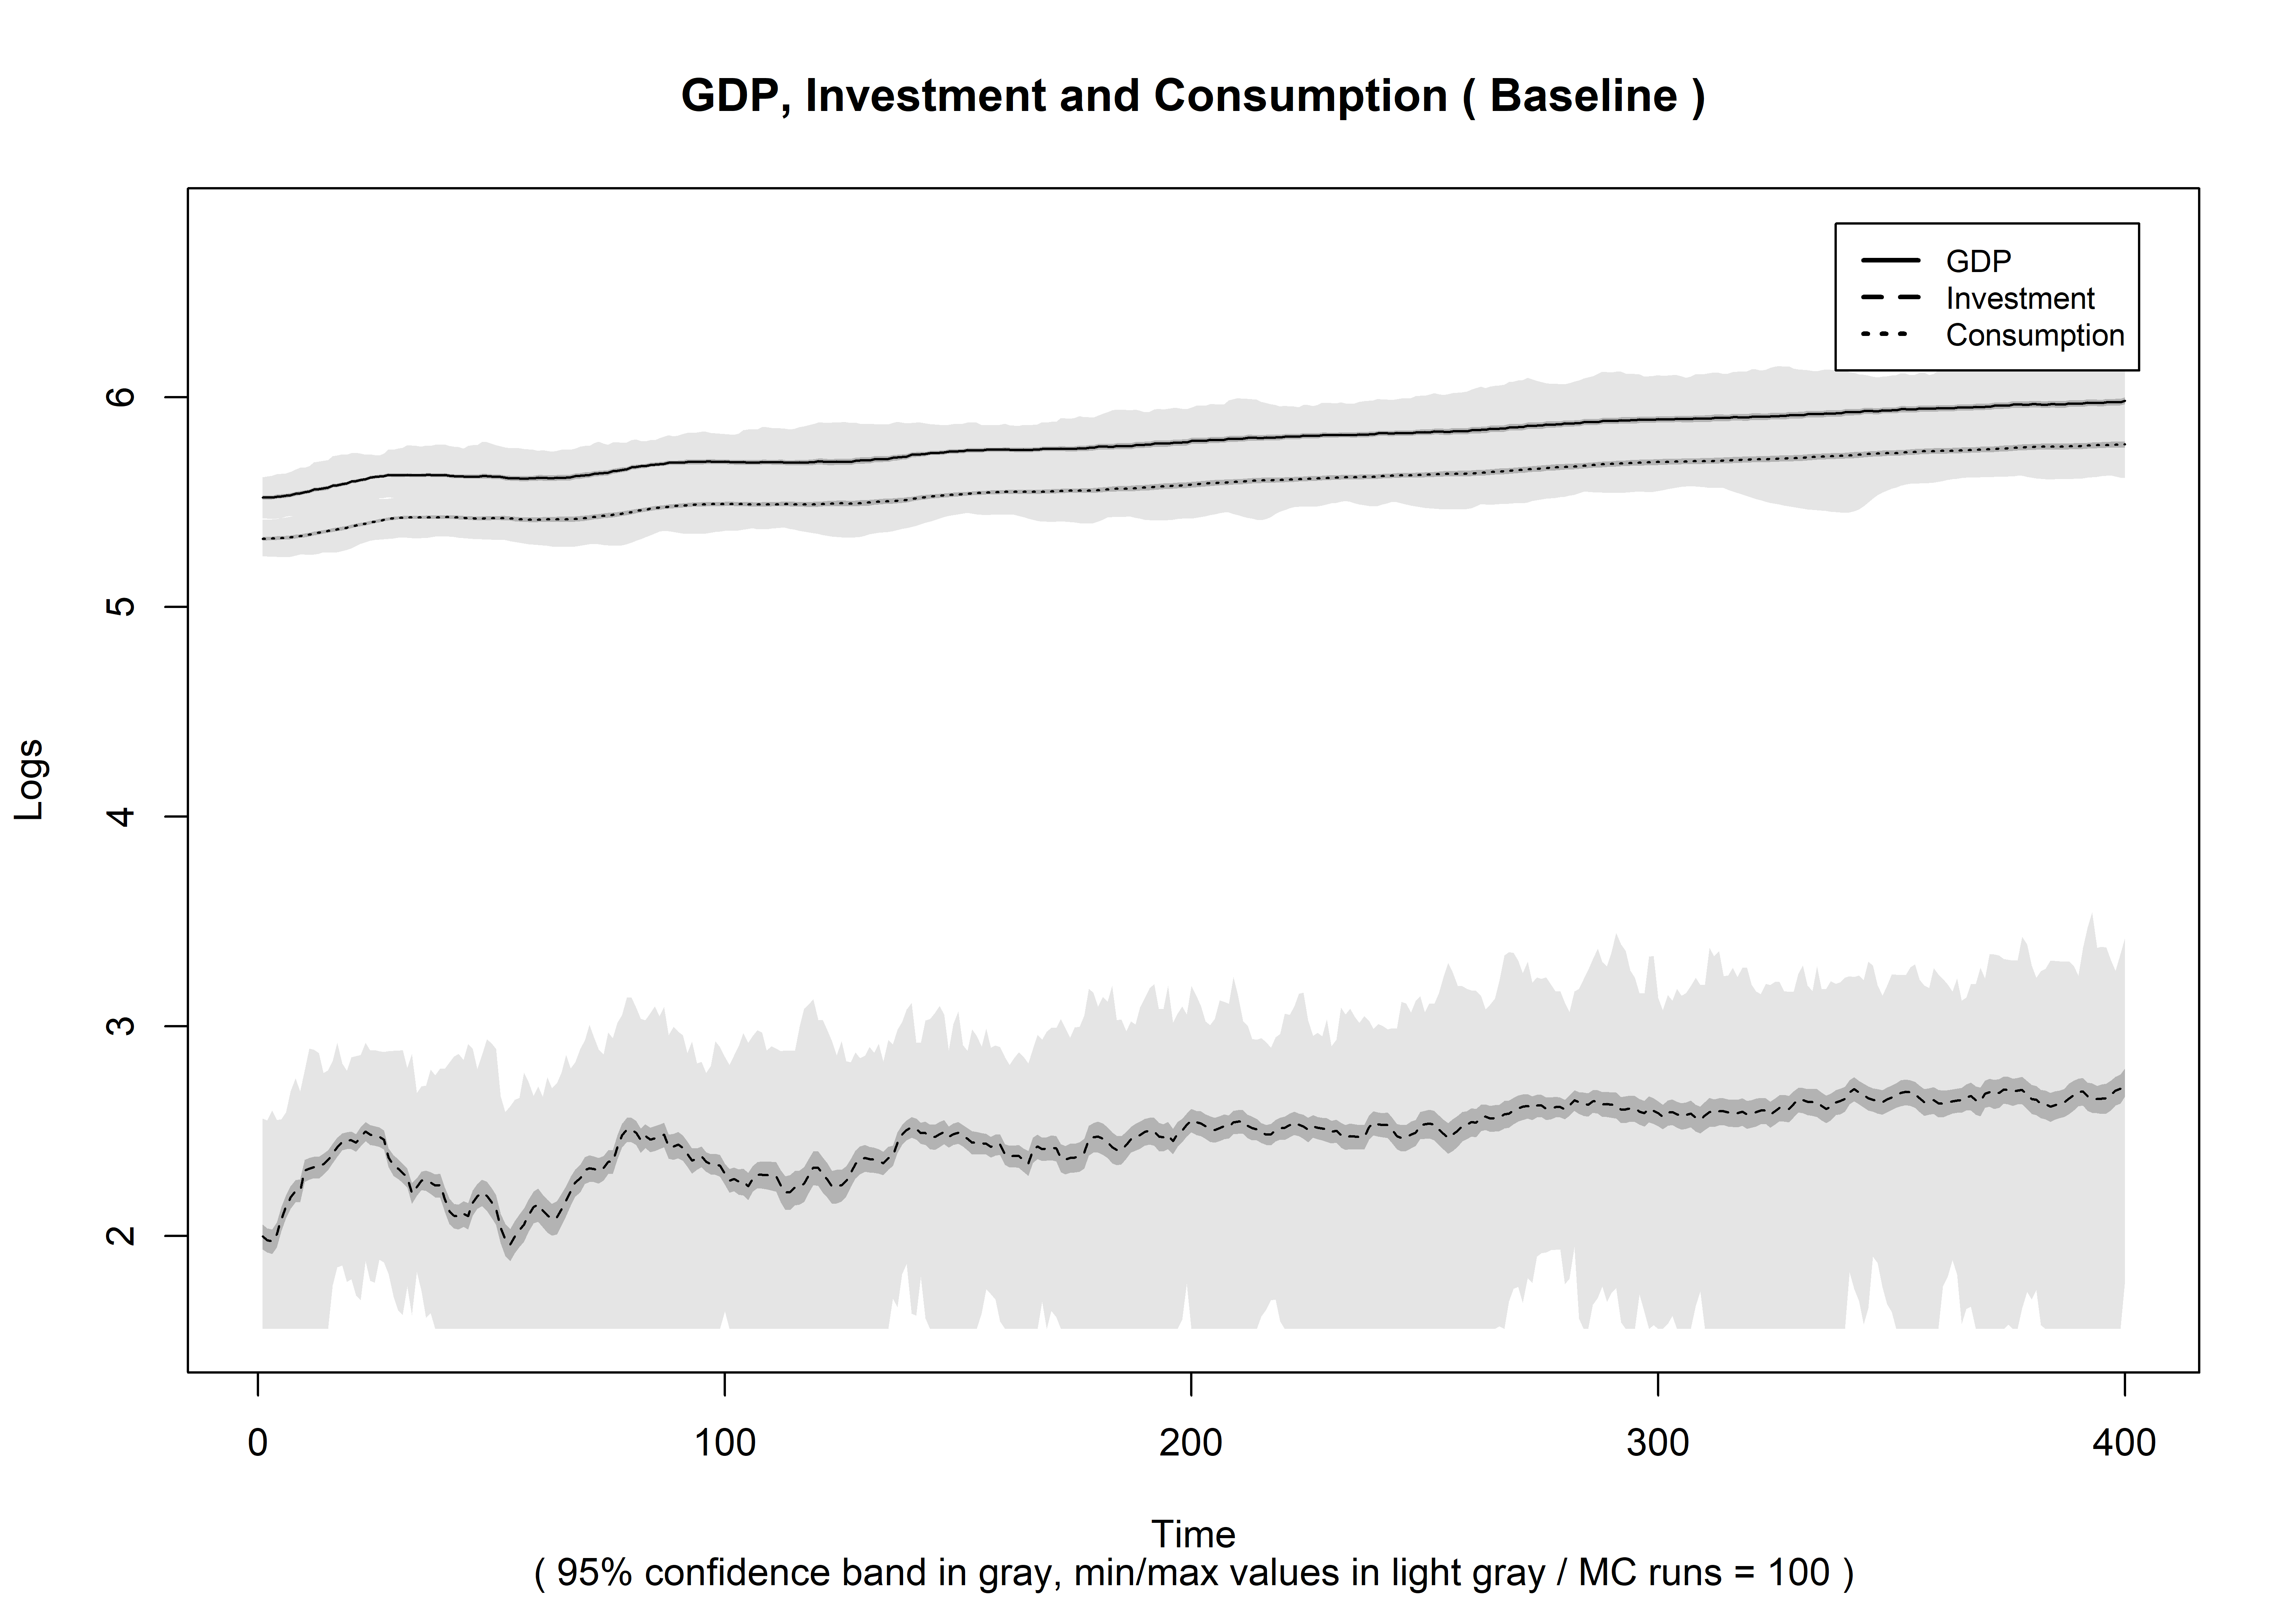 GDP, Investment and Consumption ( Baseline )
GDP
Investment
Consumption
Logs
6
5
4
3
2
0 100 200 300 400
Time
( 95% confidence band in gray, min/max values in light gray / MC runs = 100 )